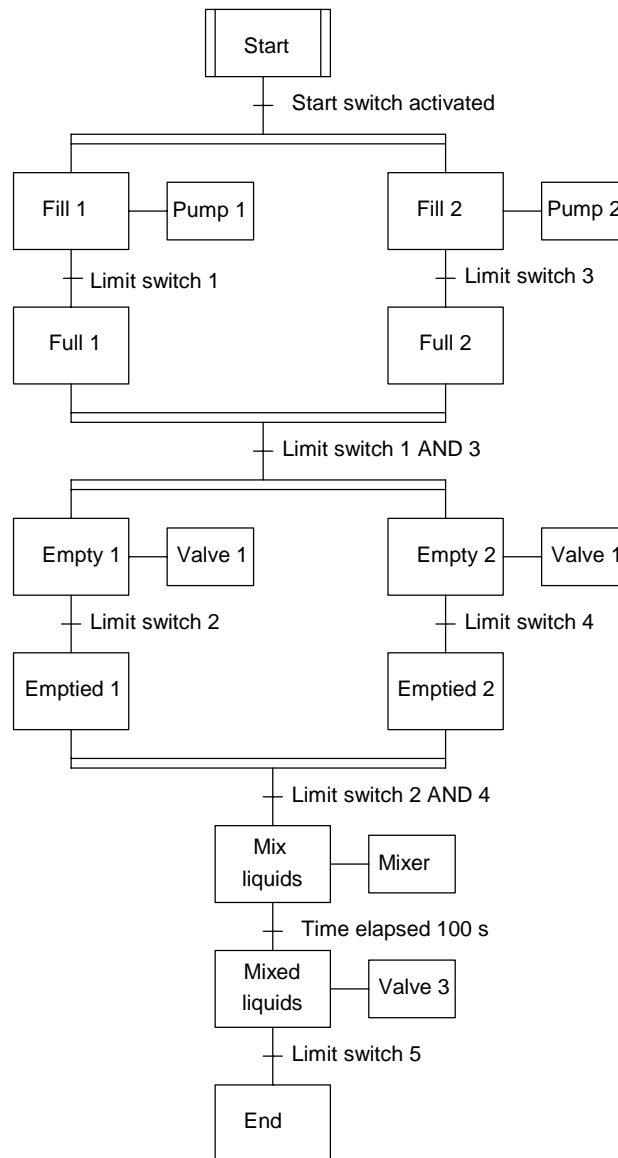 Start
Start switch activated
Fill 1
Pump 1
Fill 2
Pump 2
Limit switch 1
Limit switch 3
Full 1
Full 2
Limit switch 1 AND 3
Empty 1
Valve 1
Empty 2
Valve 1
Limit switch 2
Limit switch 4
Emptied 1
Emptied 2
Limit switch 2 AND 4
Mix
liquids
Mixer
Time elapsed 100 s
Mixed
liquids
Valve 3
Limit switch 5
End